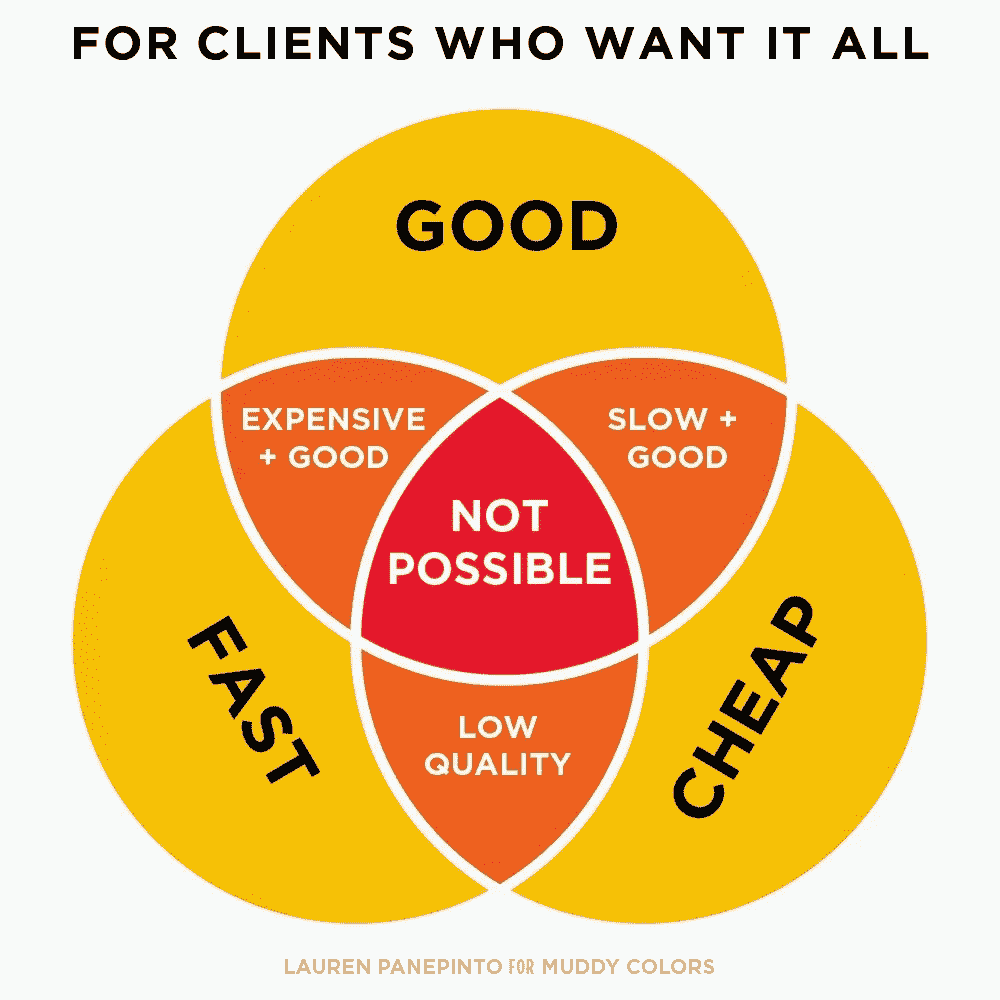 FOR CLIENTS WHO WANT IT ALL
GOOD
EXPENSIVE
+ GOOD
SLOW +
GOOD
NOT
POSSIBLE
FAST
CHEAP
LOW
QUALITY
LAUREN PANEPINTO FOR MUDDY COLORS